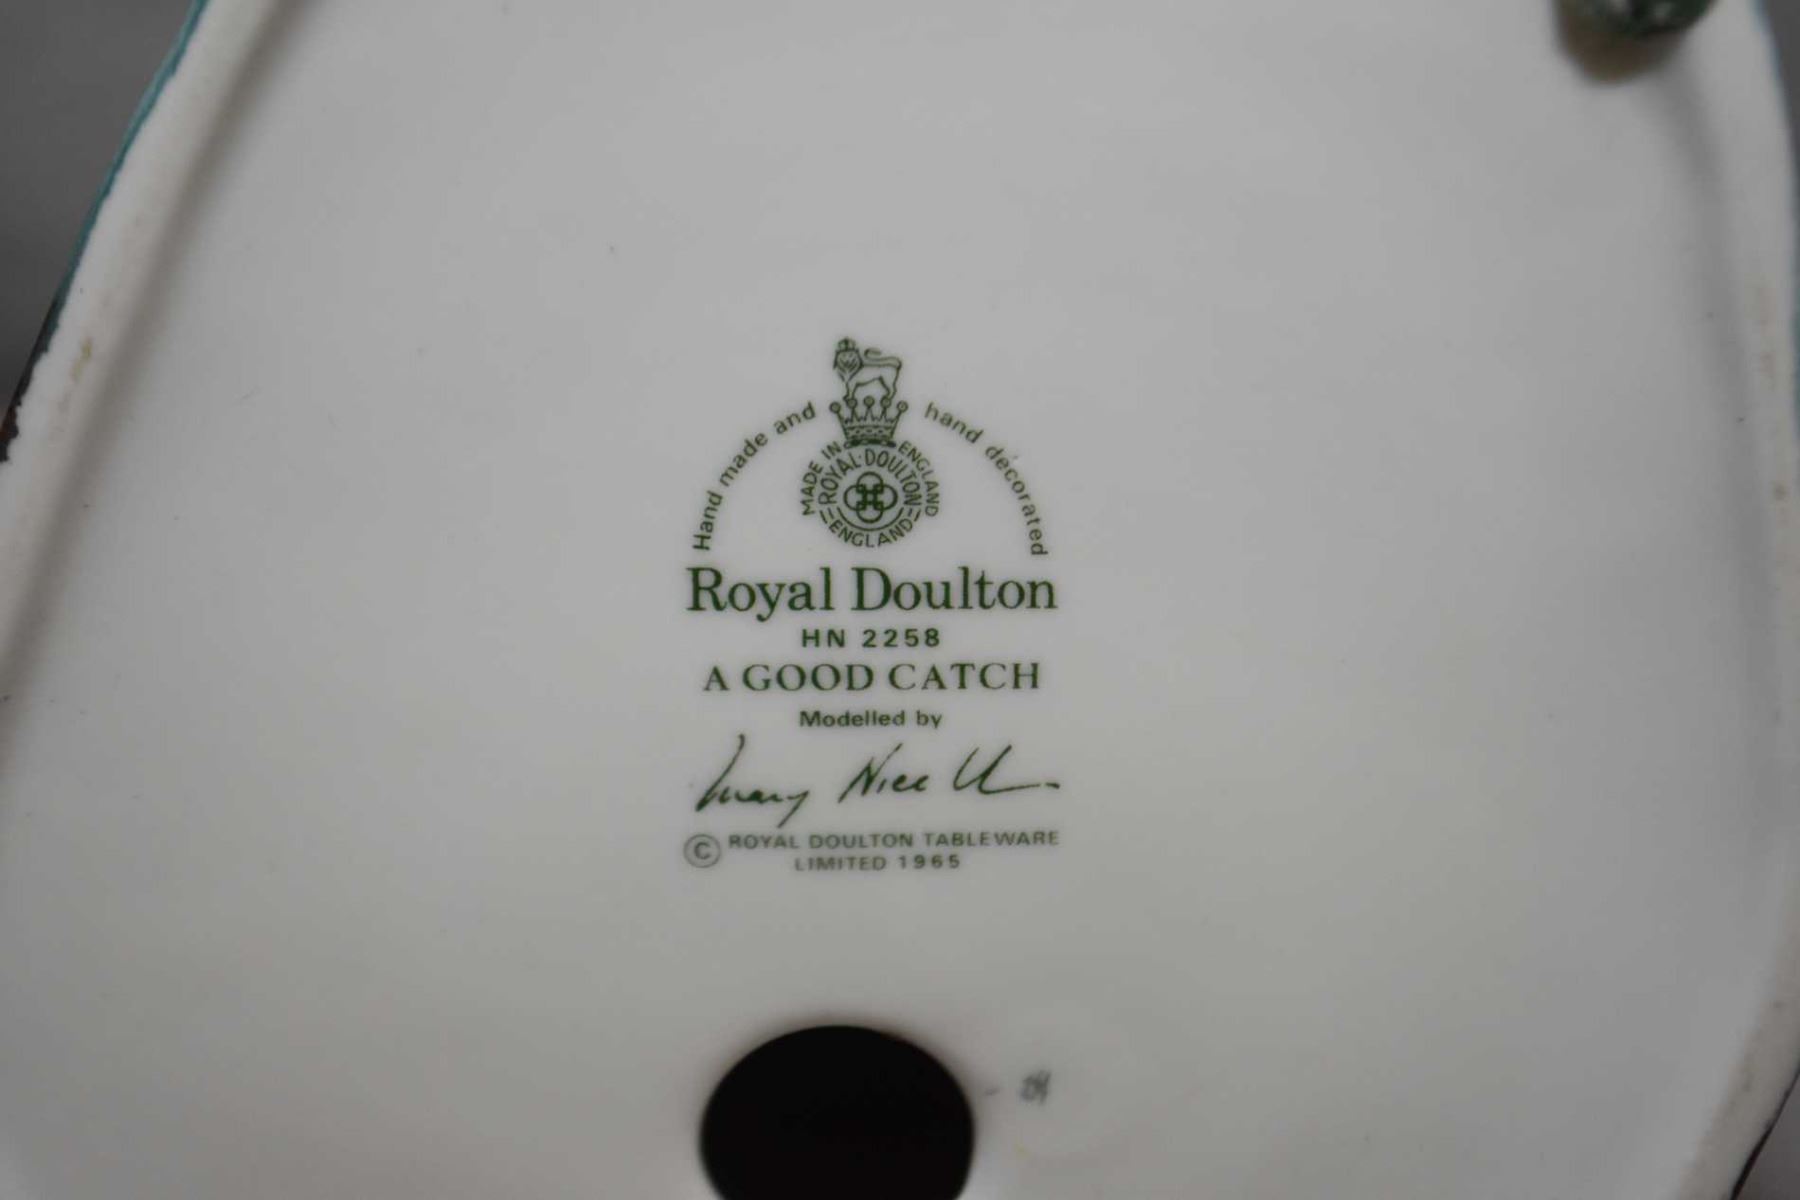 Hand made and hand decorated
MADE IN ENGLAND
ROYAL·DOULTON
ENGLAND
Royal Doulton
HN 2258
A GOOD CATCH
Modelled by
© ROYAL DOULTON TABLEWARE
LIMITED 1965